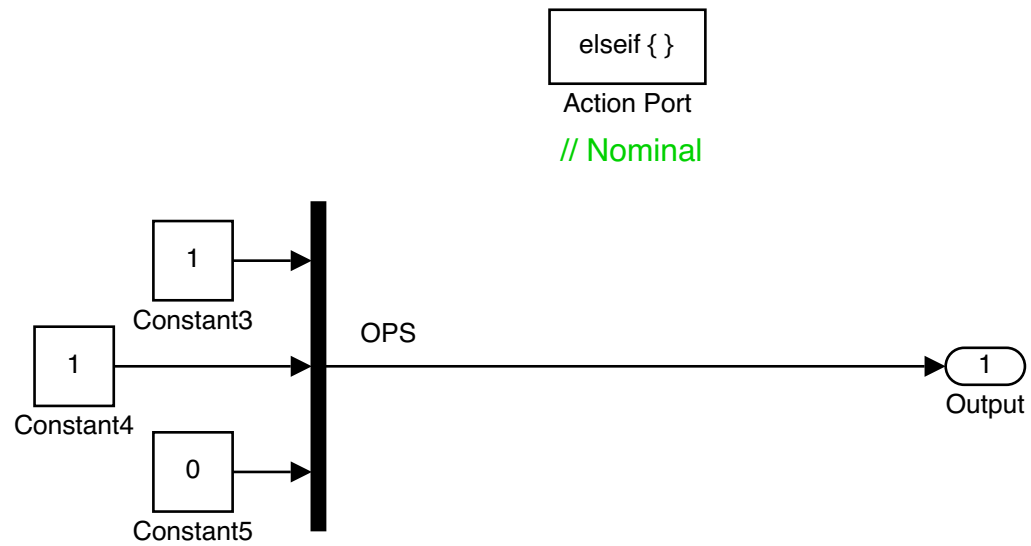 elseif { }
Action Port
// Nominal
1
Constant3
OPS
1
Constant4
1
Output
0
Constant5